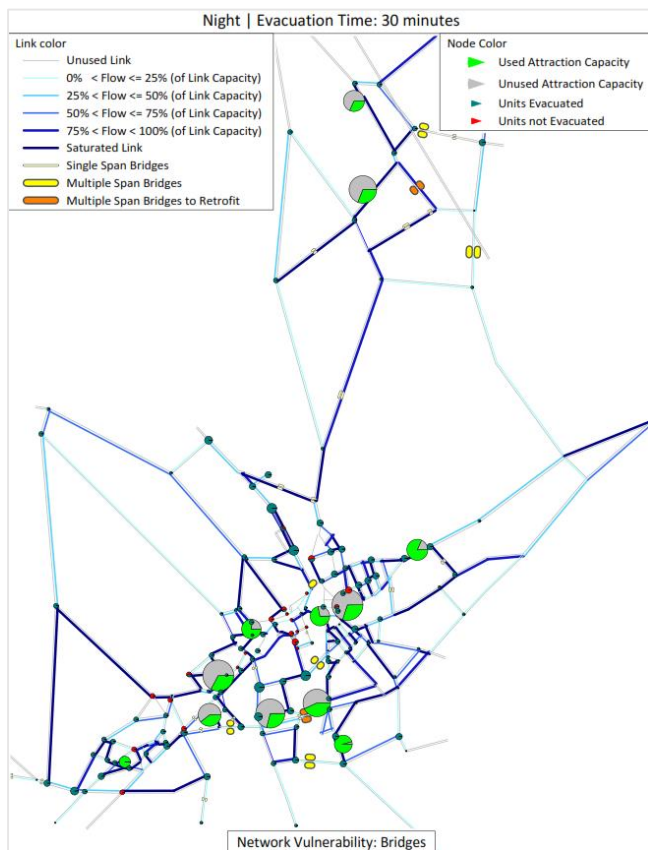 Night | Evacuation Time: 30 minutes
Link color
Unused Link
0% < Flow <= 25% (of Link Capacity)
25% < Flow <= 50% (of Link Capacity)
50% < Flow <= 75% (of Link Capacity)
75% < Flow < 100% (of Link Capacity)
Saturated Link
Single Span Bridges
Multiple Span Bridges
Multiple Span Bridges to Retrofit
Node Color
Used Attraction Capacity
Unused Attraction Capacity
Units Evacuated
Units not Evacuated
Network Vulnerability: Bridges